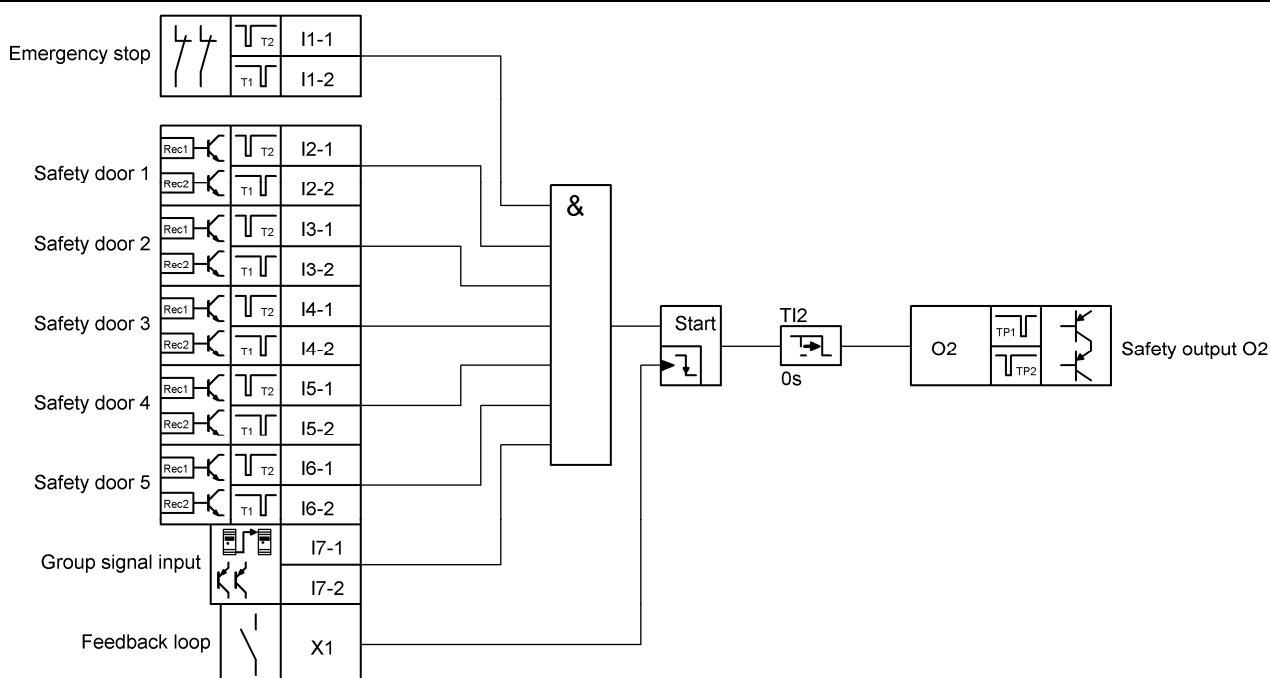 Emergency stop
T2 I1-1
T1 I1-2
Safety door 1
Rec1 T2 I2-1
Rec2 T1 I2-2
Safety door 2
Rec1 T2 I3-1
Rec2 T1 I3-2
Safety door 3
Rec1 T2 I4-1
Rec2 T1 I4-2
Safety door 4
Rec1 T2 I5-1
Rec2 T1 I5-2
Safety door 5
Rec1 T2 I6-1
Rec2 T1 I6-2
Group signal input
I7-1
I7-2
Feedback loop
X1
&
Start
TI2
0s
O2
TP1
TP2
Safety output O2